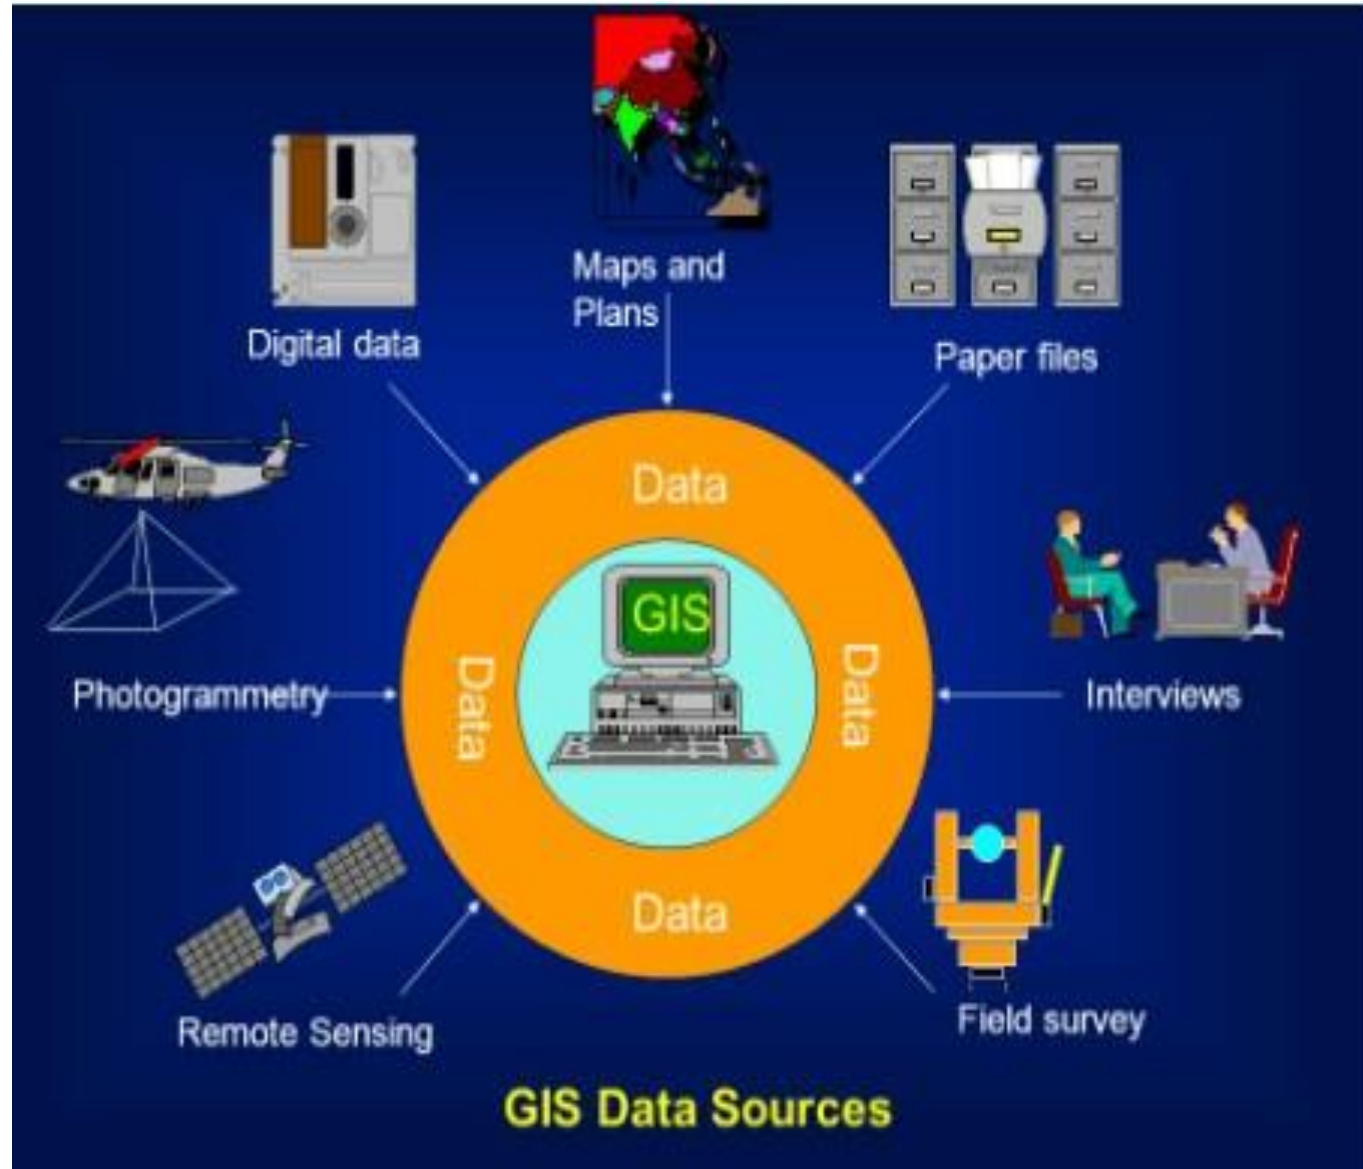 Maps and
Plans
Digital data
Paper files
Data
GIS
Data
Data
Photogrammetry
Interviews
Data
Remote Sensing
Field survey
GIS Data Sources